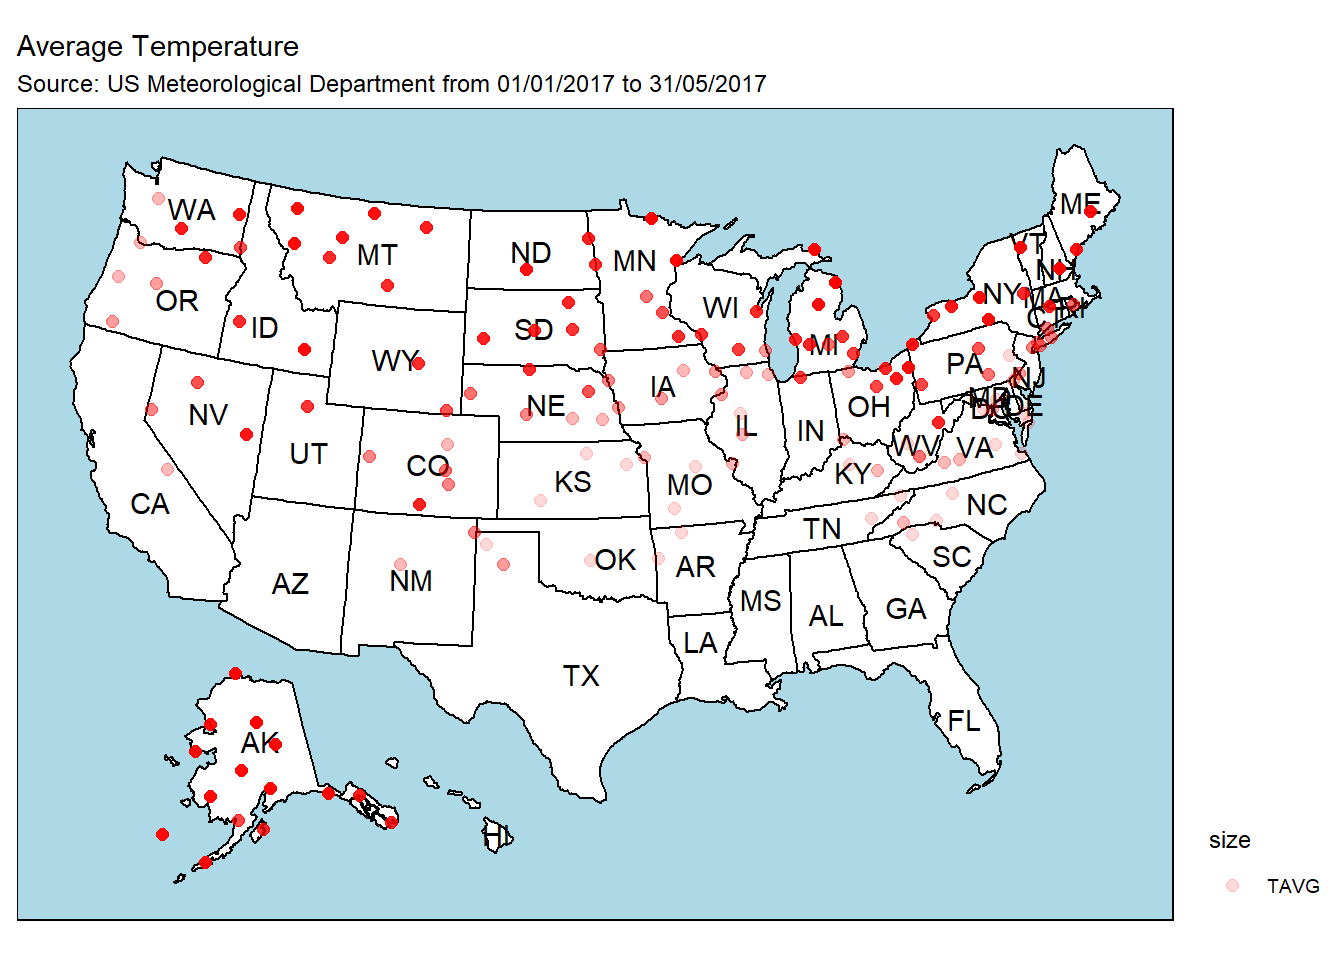 Average Temperature
Source: US Meteorological Department from 01/01/2017 to 31/05/2017
ME
WA
VT
MT
ND
MN
NH
OR
NY
MA
WI
RI
CT
ID
SD
MI
WY
PA
NJ
IA
NE
OH
MD
DE
DC
NV
IL
IN
UT
CO
WV
VA
KY
KS
MO
CA
NC
TN
SC
OK
AR
AZ
NM
MS
GA
AL
LA
TX
FL
AK
HI
size
TAVG